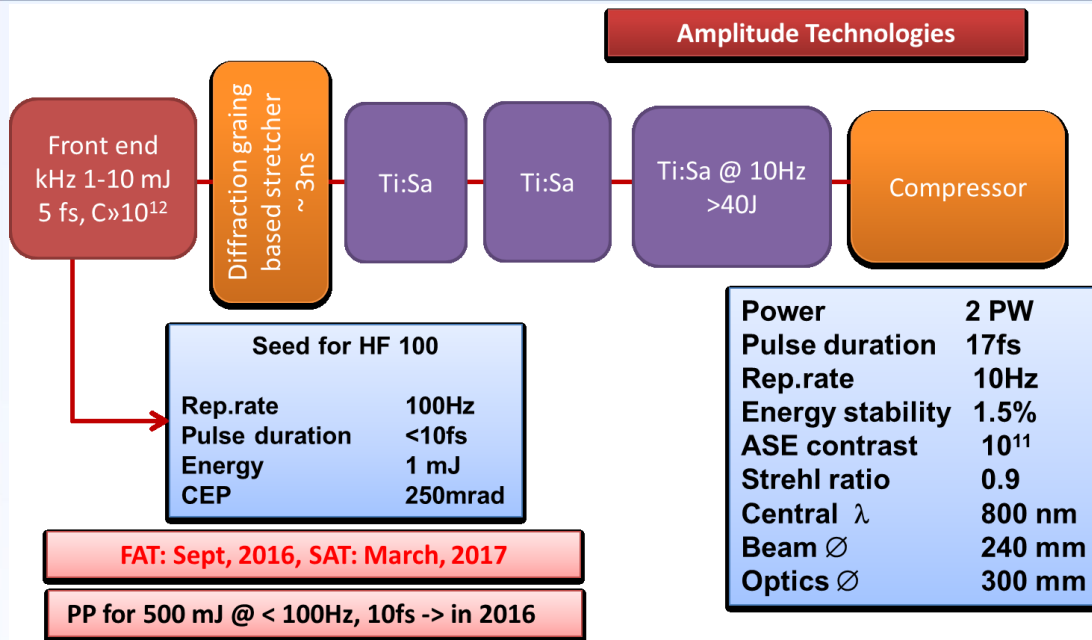 Amplitude Technologies
Front end
kHz 1-10 mJ
5 fs, C»10¹²
Diffraction graing
based stretcher
~ 3ns
Ti:Sa
Ti:Sa
Ti:Sa @ 10Hz
>40J
Compressor
Seed for HF 100
Rep.rate 100Hz
Pulse duration <10fs
Energy 1 mJ
CEP 250mrad
Power 2 PW
Pulse duration 17fs
Rep.rate 10Hz
Energy stability 1.5%
ASE contrast 10¹¹
Strehl ratio 0.9
Central λ 800 nm
Beam ∅ 240 mm
Optics ∅ 300 mm
FAT: Sept, 2016, SAT: March, 2017
PP for 500 mJ @ < 100Hz, 10fs -> in 2016